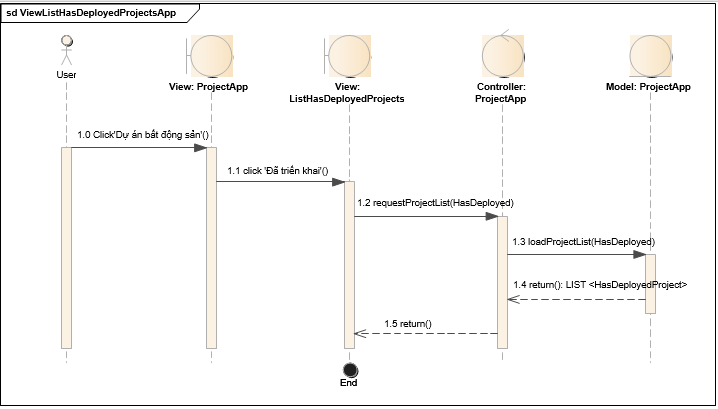 sd ViewListHasDeployedProjectsApp
User
View: ProjectApp
View:
ListHasDeployedProjects
Controller:
ProjectApp
Model: ProjectApp
1.0 Click'Dự án bất động sản'()
1.1 click 'Đã triển khai'()
1.2 requestProjectList(HasDeployed)
1.3 loadProjectList(HasDeployed)
1.4 return(): LIST <HasDeployedProject>
1.5 return()
End